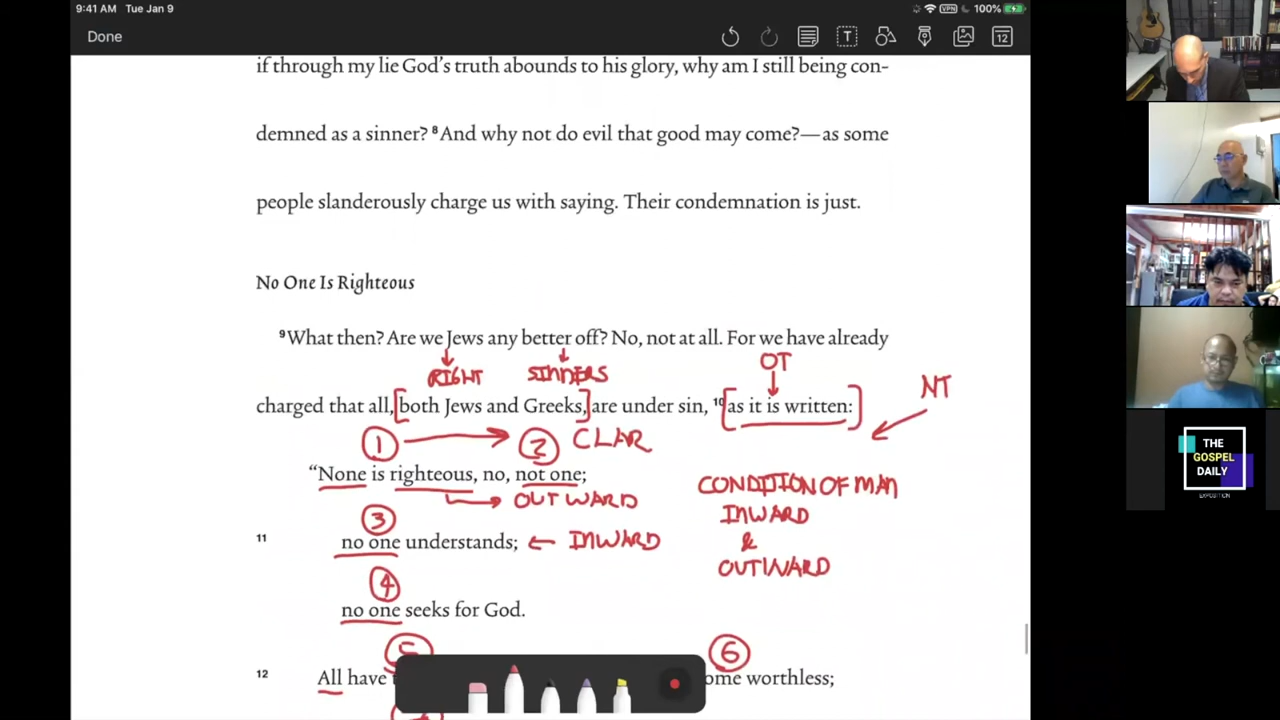 9:41 AM Tue Jan 9
VPN 100%
Done
T 12
if through my lie God's truth abounds to his glory, why am I still being con-
demned as a sinner? 8 And why not do evil that good may come?—as some
people slanderously charge us with saying. Their condemnation is just.
No One Is Righteous
9 What then? Are we Jews any better off? No, not at all. For we have already
RIGHT SINNERS OT NT
charged that all, [both Jews and Greeks,] are under sin, 10 [as it is written:]
1 2 CLAR
“None is righteous, no, not one;
OUTWARD
CONDITION OF MAN
INWARD
&
OUTWARD
3
11 no one understands; INWARD
4
no one seeks for God.
5 6
12 All have ome worthless;
THE
GOSPEL
DAILY
EXPOSITION